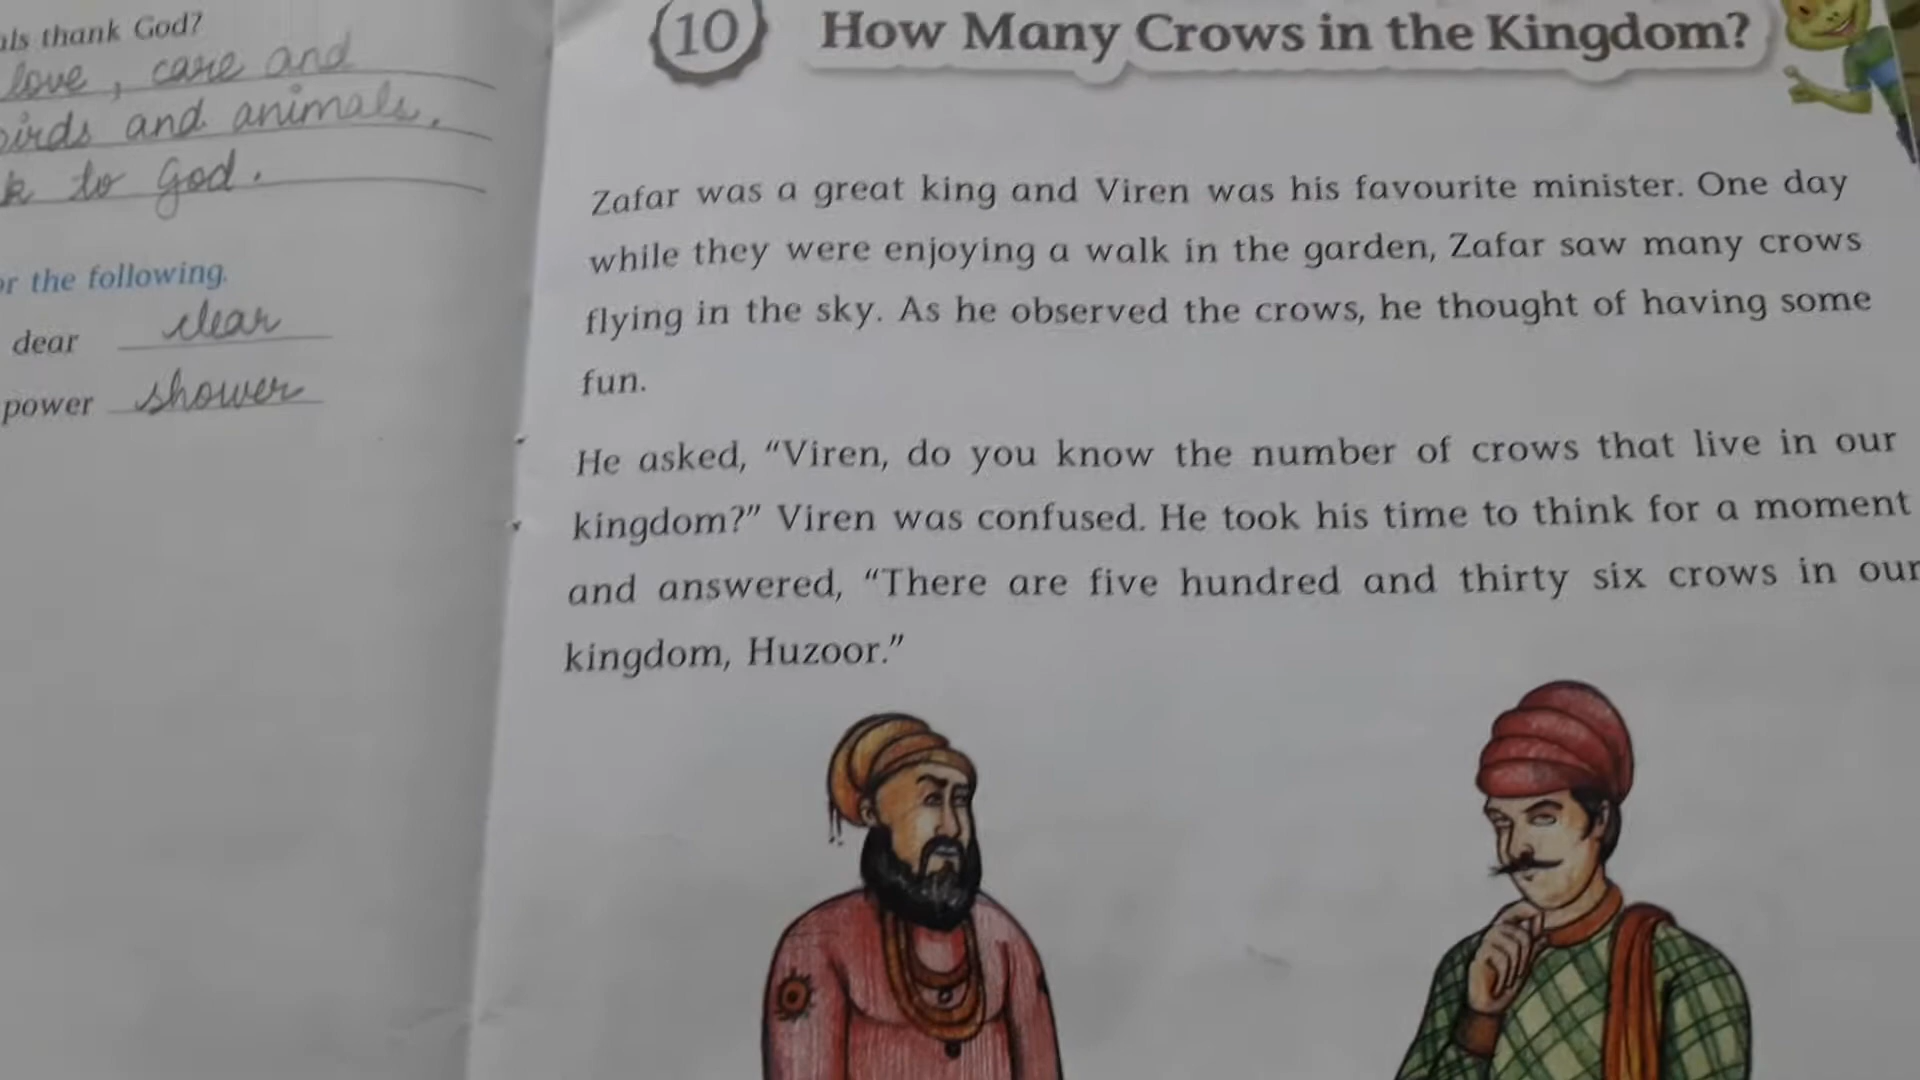 thank God?
love, care and
and animals.
to God.
the following.
dear clear
power shower
10 How Many Crows in the Kingdom?
Zafar was a great king and Viren was his favourite minister. One day
while they were enjoying a walk in the garden, Zafar saw many crows
flying in the sky. As he observed the crows, he thought of having some
fun.
He asked, “Viren, do you know the number of crows that live in our
kingdom?” Viren was confused. He took his time to think for a moment
and answered, “There are five hundred and thirty six crows in our
kingdom, Huzoor.”